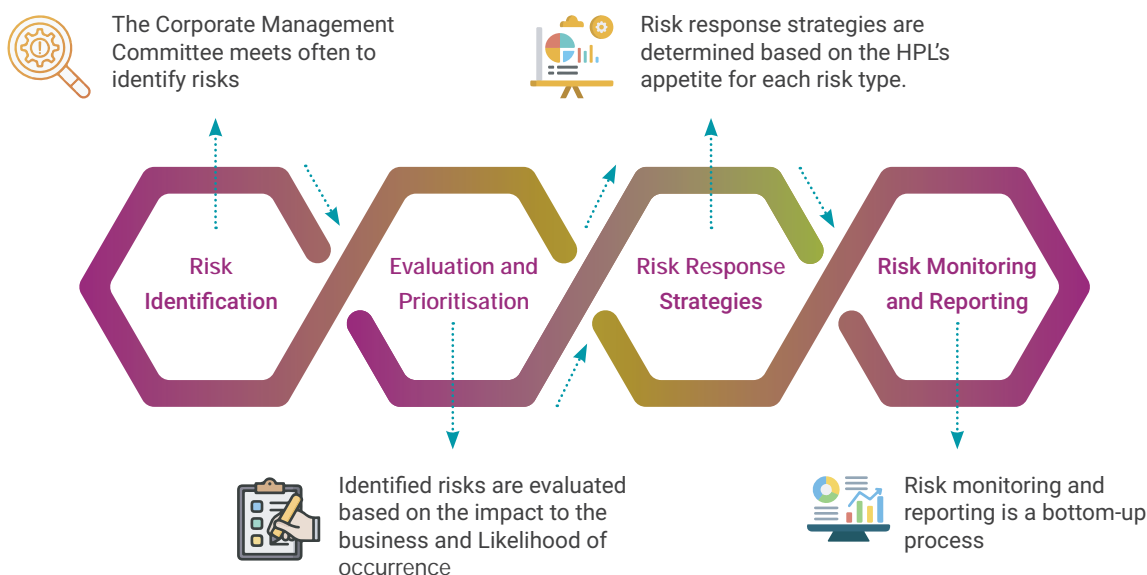 The Corporate Management
Committee meets often to
identify risks
Risk response strategies are
determined based on the HPL's
appetite for each risk type.
Risk
Identification
Evaluation and
Prioritisation
Risk Response
Strategies
Risk Monitoring
and Reporting
Identified risks are evaluated
based on the impact to the
business and Likelihood of
occurrence
Risk monitoring and
reporting is a bottom-up
process